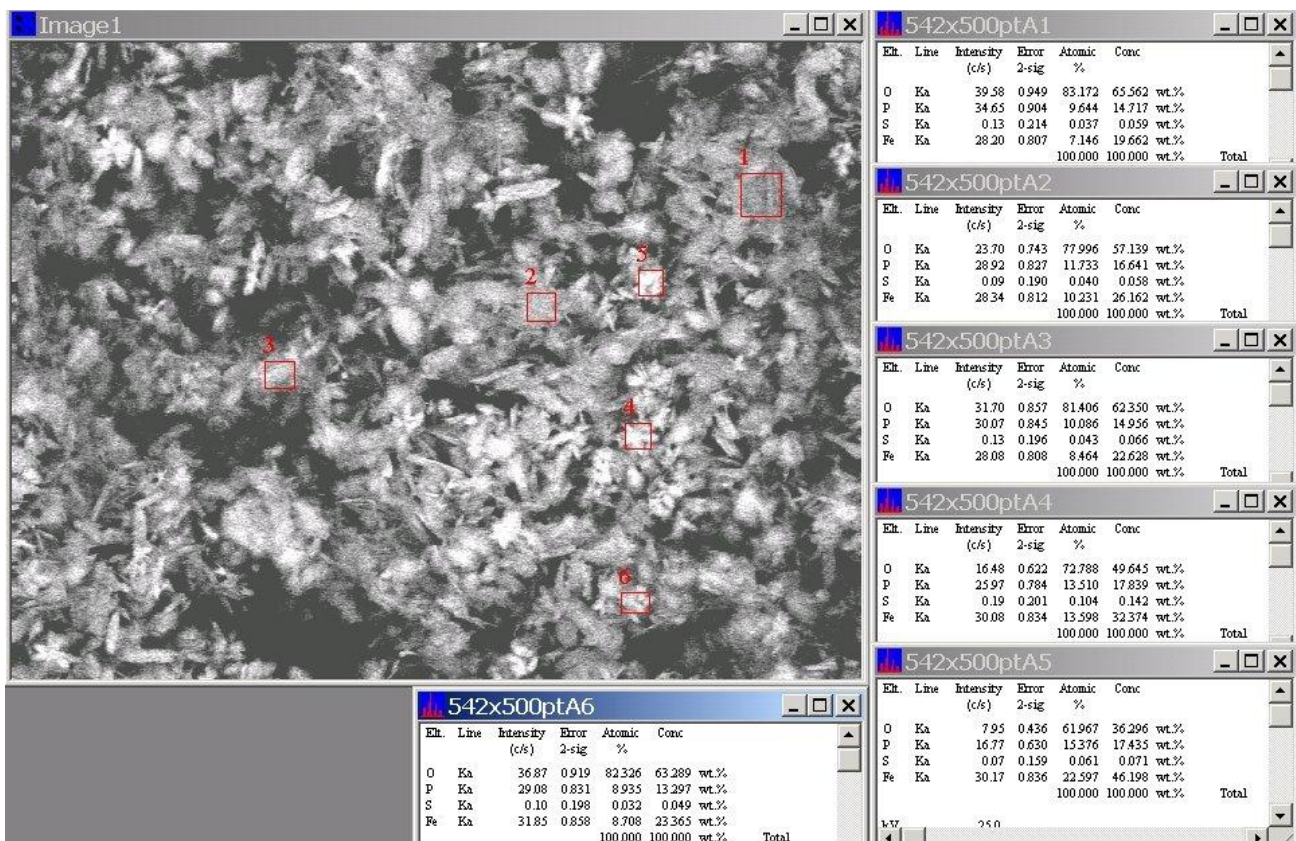 Image1
1
5
2
3
4
6
542x500ptA1
Elt. Line Intensity Error Atomic Conc
(c/s) 2-sig %
O Ka 39.58 0.949 83.172 65.562 wt.%
P Ka 34.65 0.904 9.644 14.717 wt.%
S Ka 0.13 0.214 0.037 0.059 wt.%
Fe Ka 28.20 0.807 7.146 19.662 wt.%
100.000 100.000 wt.% Total
542x500ptA2
Elt. Line Intensity Error Atomic Conc
(c/s) 2-sig %
O Ka 23.70 0.743 77.996 57.139 wt.%
P Ka 28.92 0.827 11.733 16.641 wt.%
S Ka 0.09 0.190 0.040 0.058 wt.%
Fe Ka 28.34 0.812 10.231 26.162 wt.%
100.000 100.000 wt.% Total
542x500ptA3
Elt. Line Intensity Error Atomic Conc
(c/s) 2-sig %
O Ka 31.70 0.857 81.406 62.350 wt.%
P Ka 30.07 0.845 10.086 14.956 wt.%
S Ka 0.13 0.196 0.043 0.066 wt.%
Fe Ka 28.08 0.808 8.464 22.628 wt.%
100.000 100.000 wt.% Total
542x500ptA4
Elt. Line Intensity Error Atomic Conc
(c/s) 2-sig %
O Ka 16.48 0.622 72.788 49.645 wt.%
P Ka 25.97 0.784 13.510 17.839 wt.%
S Ka 0.19 0.201 0.104 0.142 wt.%
Fe Ka 30.08 0.834 13.598 32.374 wt.%
100.000 100.000 wt.% Total
542x500ptA5
Elt. Line Intensity Error Atomic Conc
(c/s) 2-sig %
O Ka 7.95 0.436 61.967 36.296 wt.%
P Ka 16.77 0.630 15.376 17.435 wt.%
S Ka 0.07 0.159 0.061 0.071 wt.%
Fe Ka 30.17 0.836 22.597 46.198 wt.%
100.000 100.000 wt.% Total
kV 25.0
542x500ptA6
Elt. Line Intensity Error Atomic Conc
(c/s) 2-sig %
O Ka 36.87 0.919 82.326 63.289 wt.%
P Ka 29.08 0.831 8.935 13.297 wt.%
S Ka 0.10 0.198 0.032 0.049 wt.%
Fe Ka 31.85 0.858 8.708 23.365 wt.%
100.000 100.000 wt.% Total